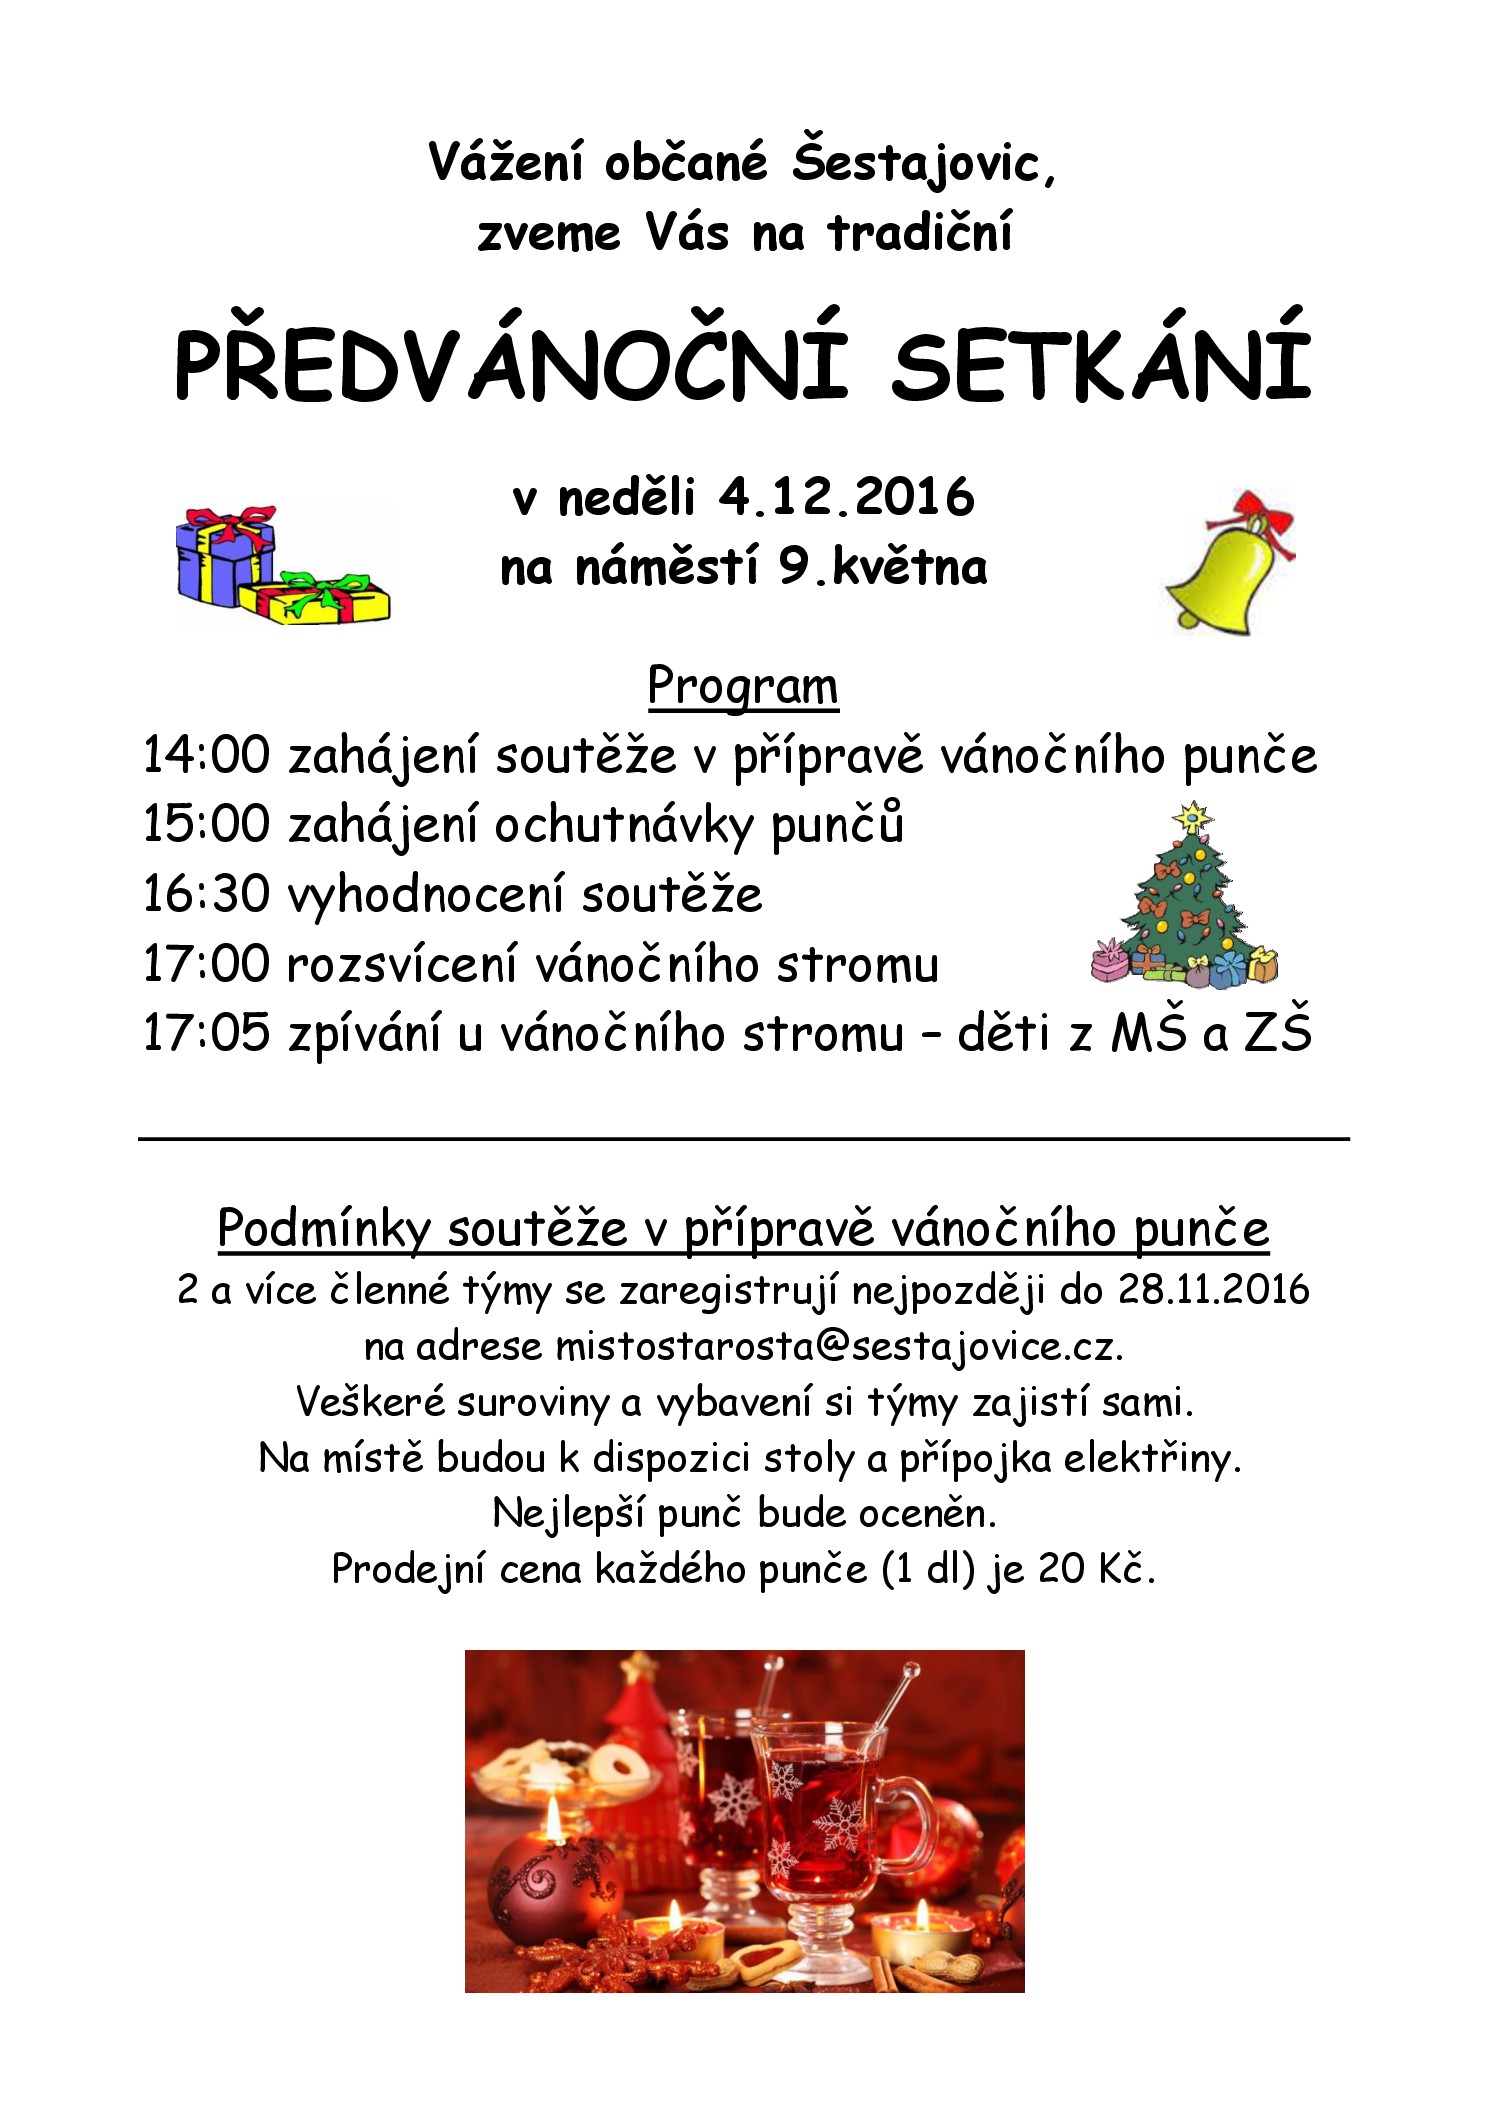 Vážení občané Šestajovic,
zveme Vás na tradiční
PŘEDVÁNOČNÍ SETKÁNÍ
v neděli 4.12.2016
na náměstí 9.května
Program
14:00 zahájení soutěže v přípravě vánočního punče
15:00 zahájení ochutnávky punčů
16:30 vyhodnocení soutěže
17:00 rozsvícení vánočního stromu
17:05 zpívání u vánočního stromu – děti z MŠ a ZŠ
Podmínky soutěže v přípravě vánočního punče
2 a více členné týmy se zaregistrují nejpozději do 28.11.2016
na adrese mistostarosta@sestajovice.cz.
Veškeré suroviny a vybavení si týmy zajistí sami.
Na místě budou k dispozici stoly a přípojka elektřiny.
Nejlepší punč bude oceněn.
Prodejní cena každého punče (1 dl) je 20 Kč.